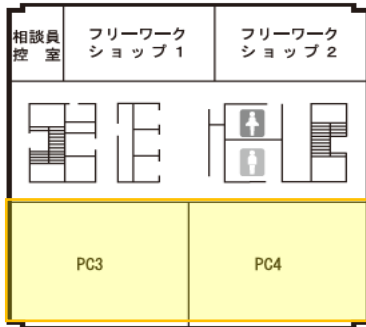 相談員
控 室
フリーワーク
ショップ1
フリーワーク
ショップ2
PC3
PC4